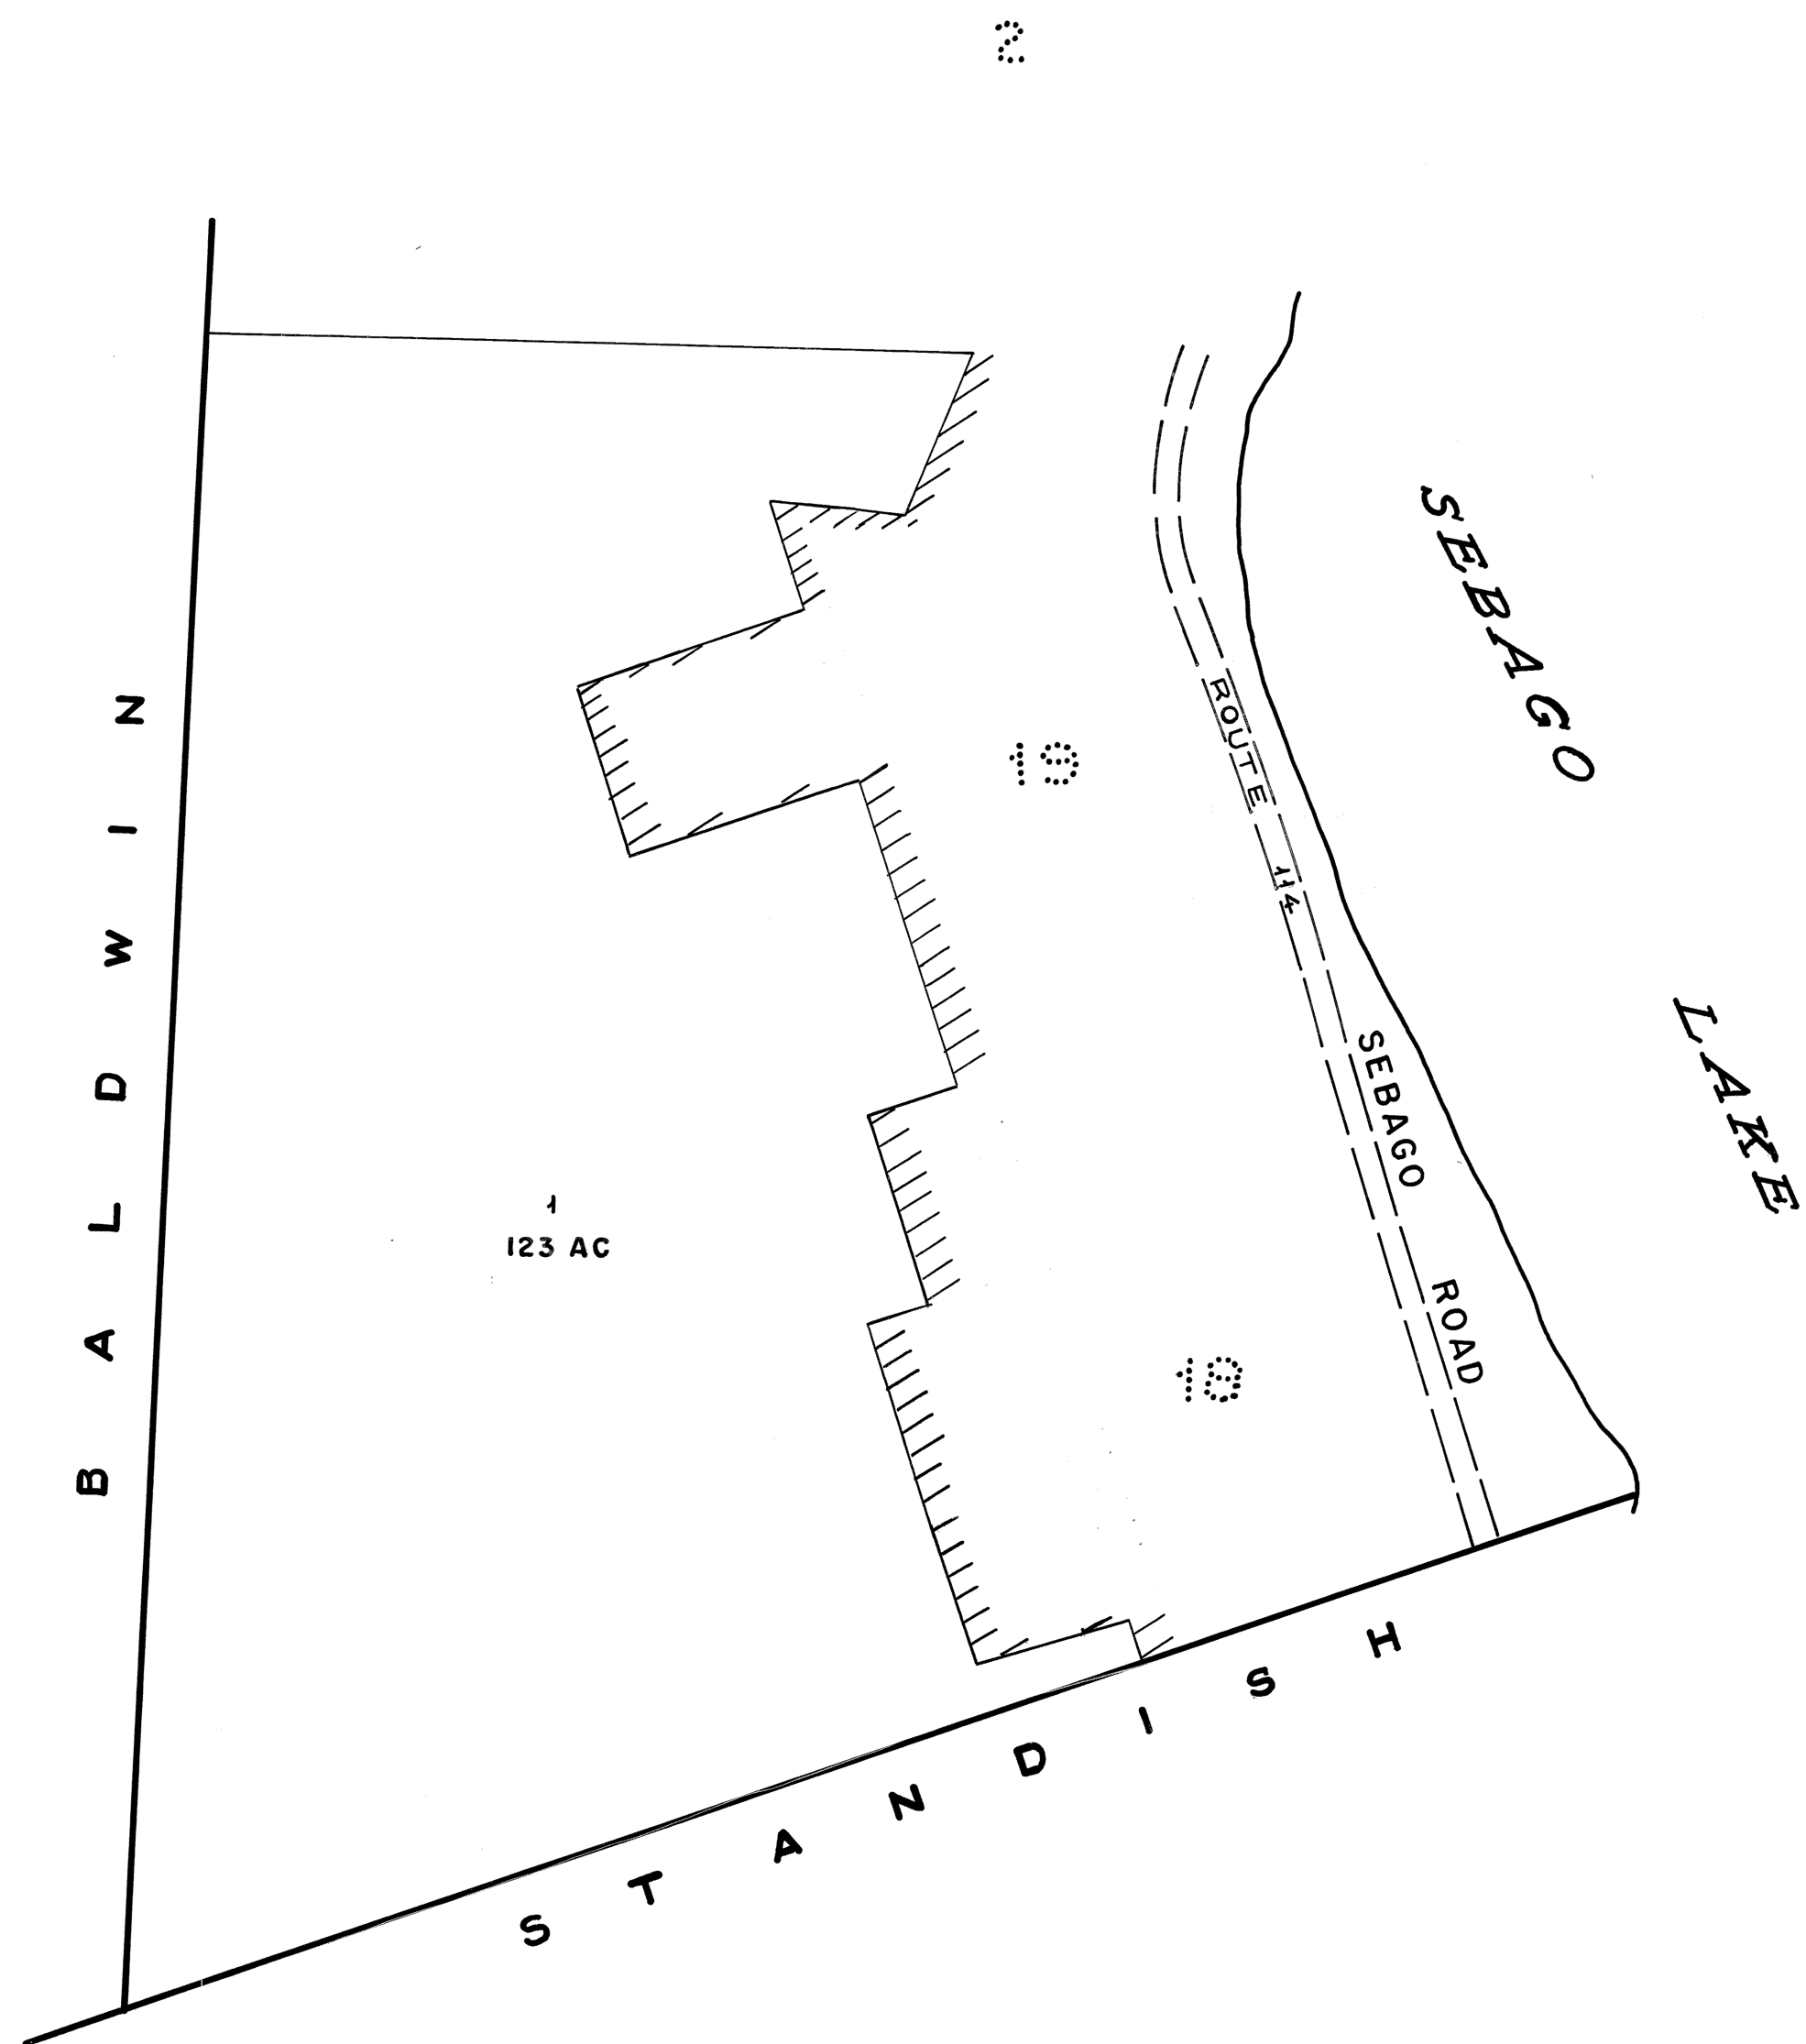 2
SEBAGO LAKE
BALDWIN
19
ROUTE 114
SEBAGO ROAD
1
123 AC
18
STANDISH